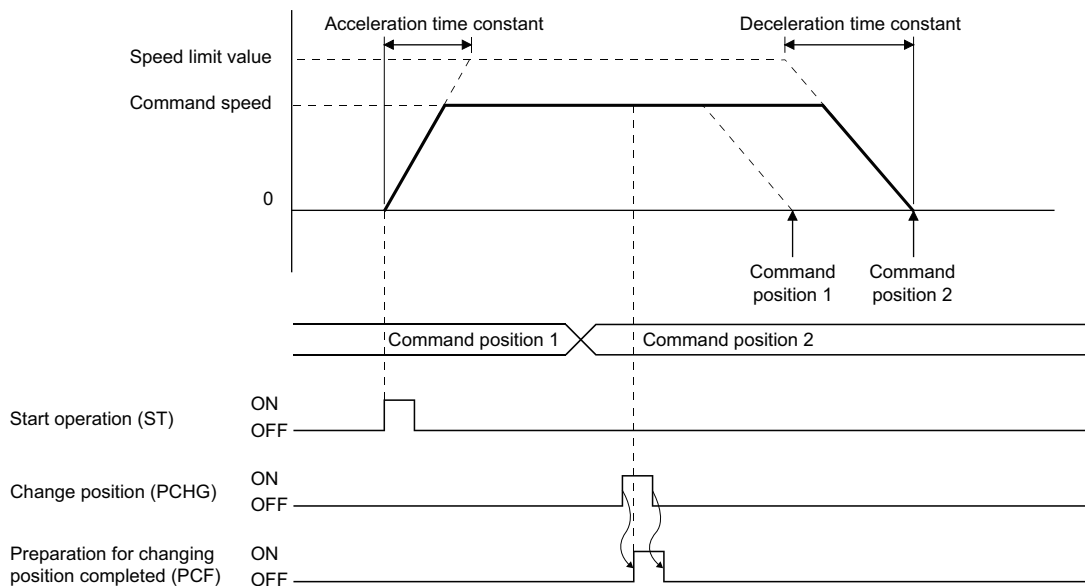 Acceleration time constant
Deceleration time constant
Speed limit value
Command speed
0
Command
position 1
Command
position 2
Command position 1
Command position 2
Start operation (ST)
ON
OFF
Change position (PCHG)
ON
OFF
Preparation for changing
position completed (PCF)
ON
OFF